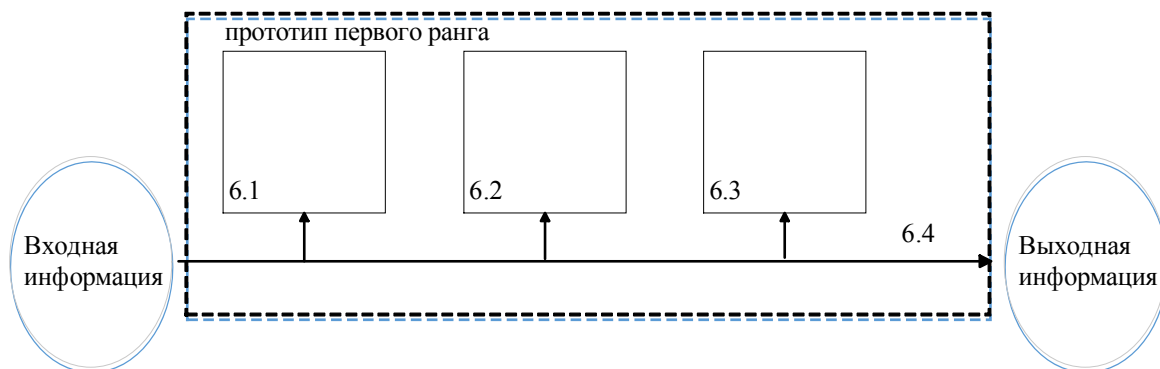 прототип первого ранга
6.1
6.2
6.3
6.4
Входная
информация
Выходная
информация